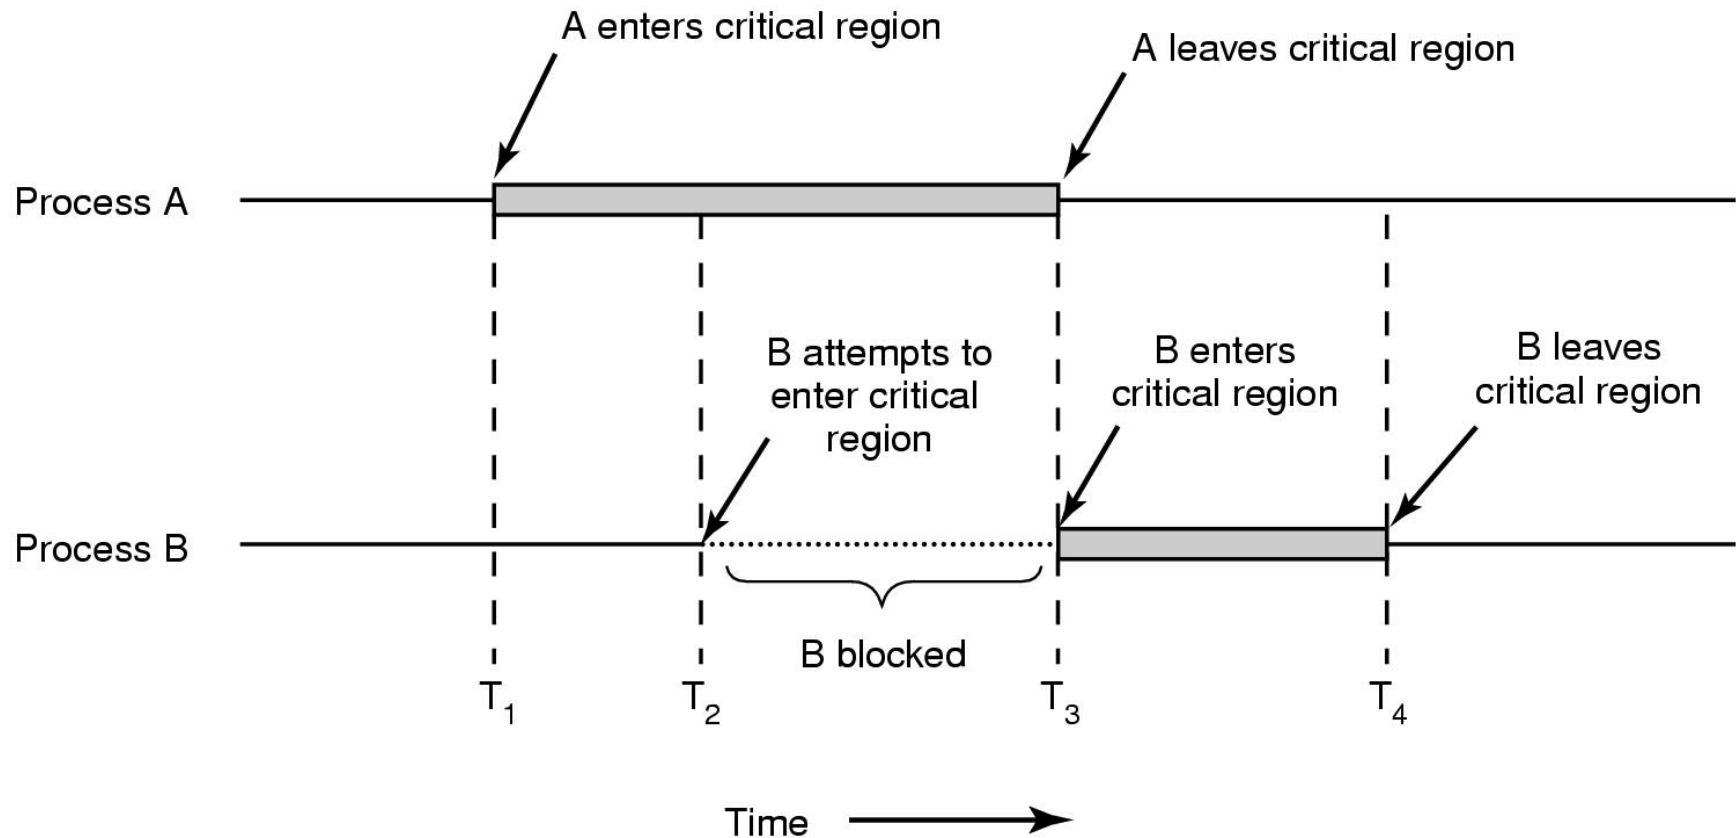 A enters critical region
A leaves critical region
Process A
B attempts to
enter critical
region
B enters
critical region
B leaves
critical region
Process B
B blocked
T1
T2
T3
T4
Time